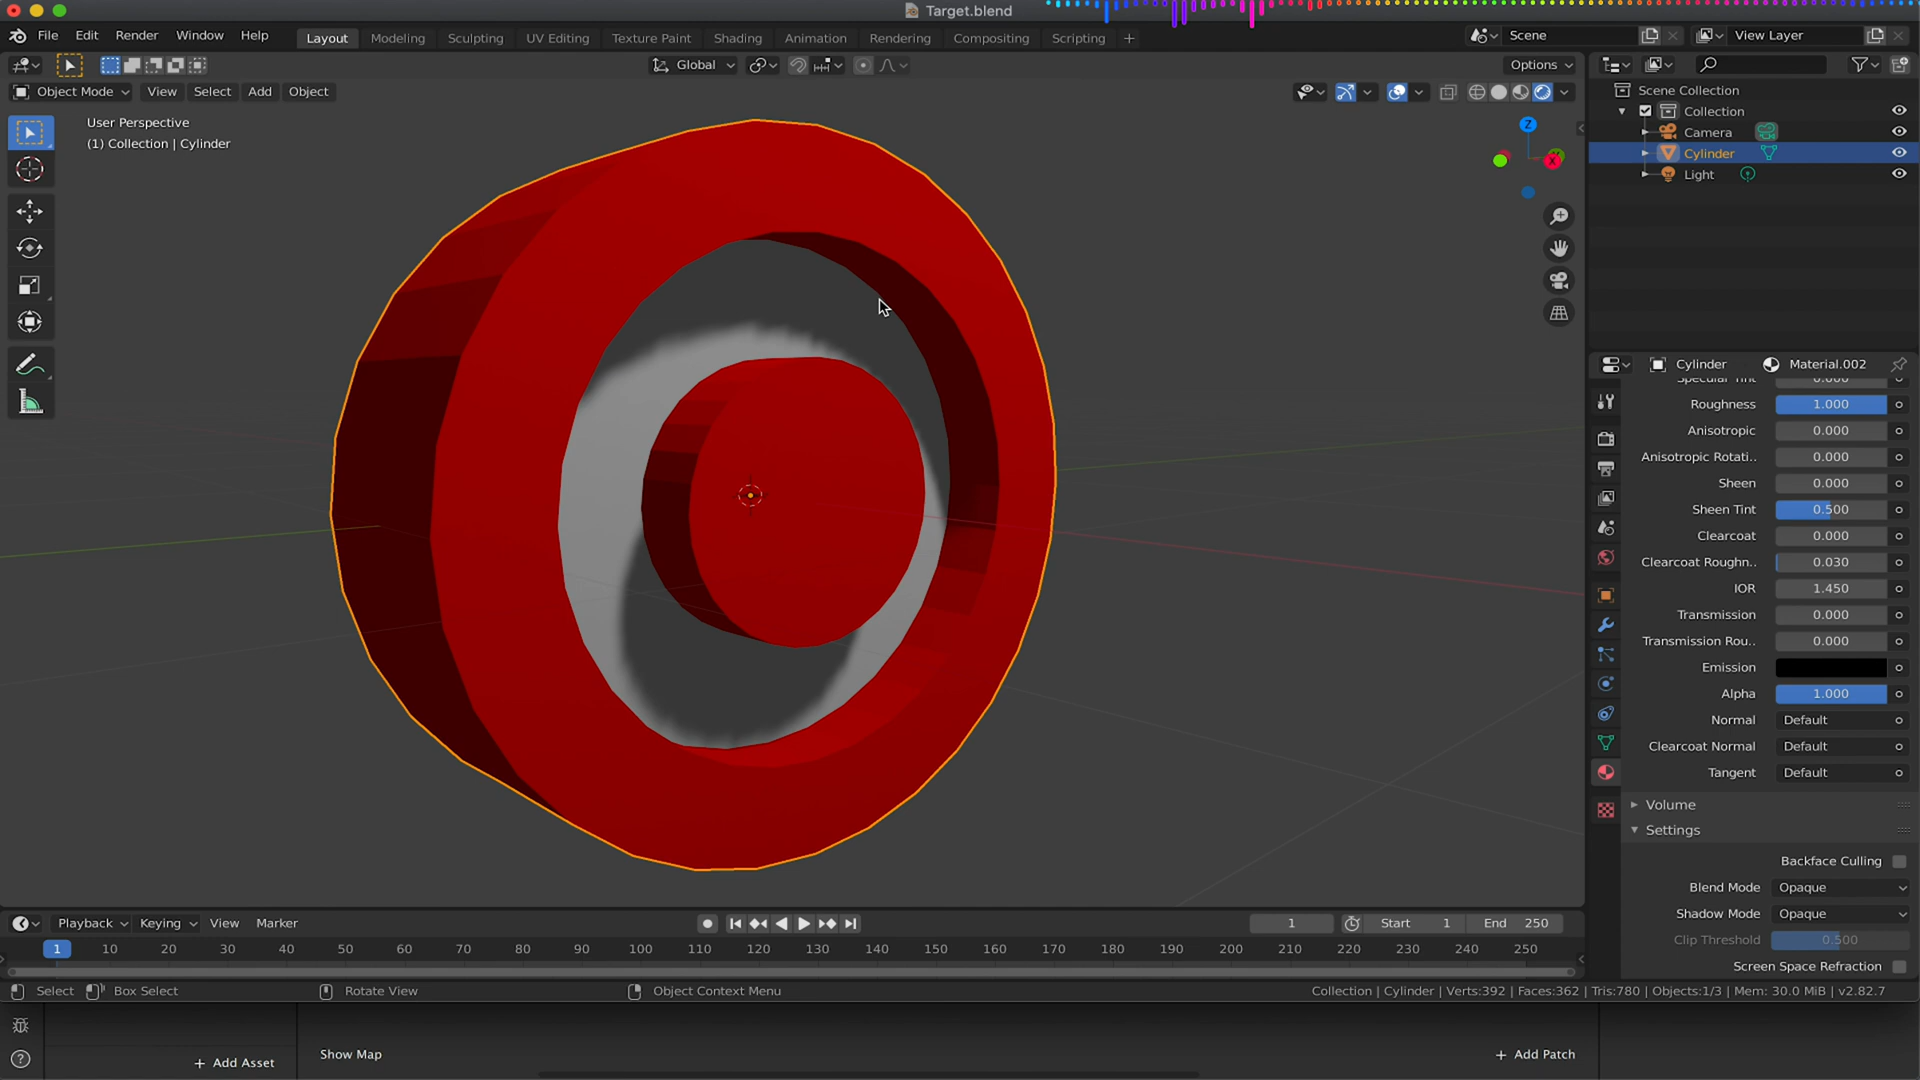 Target.blend
File Edit Render Window Help Layout Modeling Sculpting UV Editing Texture Paint Shading Animation Rendering Compositing Scripting + Scene View Layer
Global Options
Object Mode View Select Add Object
User Perspective
(1) Collection | Cylinder
Z
X
Scene Collection
Collection
Camera
Cylinder
Light
Cylinder Material.002
Specular Tint 0.000
Roughness 1.000
Anisotropic 0.000
Anisotropic Rotati.. 0.000
Sheen 0.000
Sheen Tint 0.500
Clearcoat 0.000
Clearcoat Roughn.. 0.030
IOR 1.450
Transmission 0.000
Transmission Rou.. 0.000
Emission
Alpha 1.000
Normal Default
Clearcoat Normal Default
Tangent Default
Volume
Settings
Backface Culling
Blend Mode Opaque
Shadow Mode Opaque
Clip Threshold 0.500
Screen Space Refraction
Playback Keying View Marker 1 Start 1 End 250
1 10 20 30 40 50 60 70 80 90 100 110 120 130 140 150 160 170 180 190 200 210 220 230 240 250
Select Box Select Rotate View Object Context Menu Collection | Cylinder | Verts:392 | Faces:362 | Tris:780 | Objects:1/3 | Mem: 30.0 MiB | v2.82.7
+ Add Asset Show Map + Add Patch